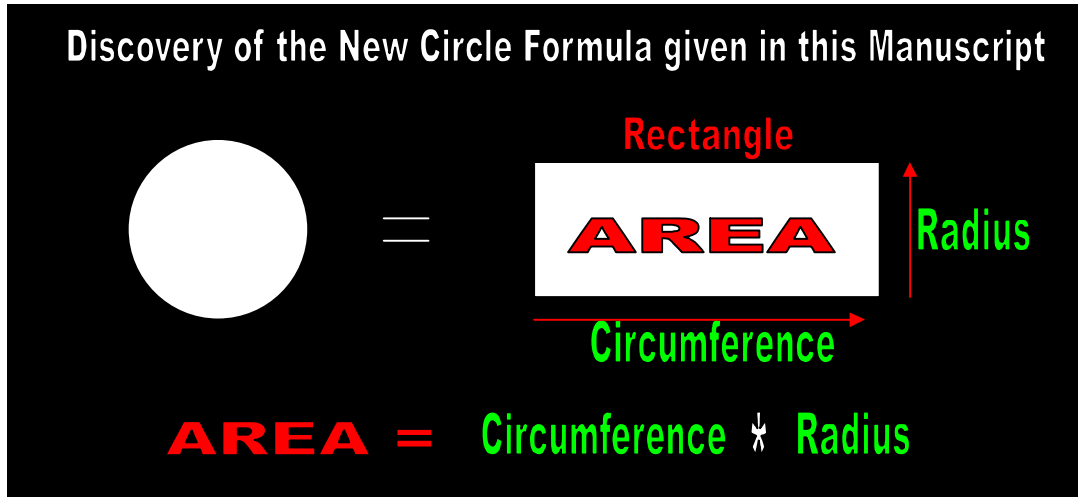 Discovery of the New Circle Formula given in this Manuscript
Rectangle
AREA
Radius
Circumference
AREA = Circumference * Radius